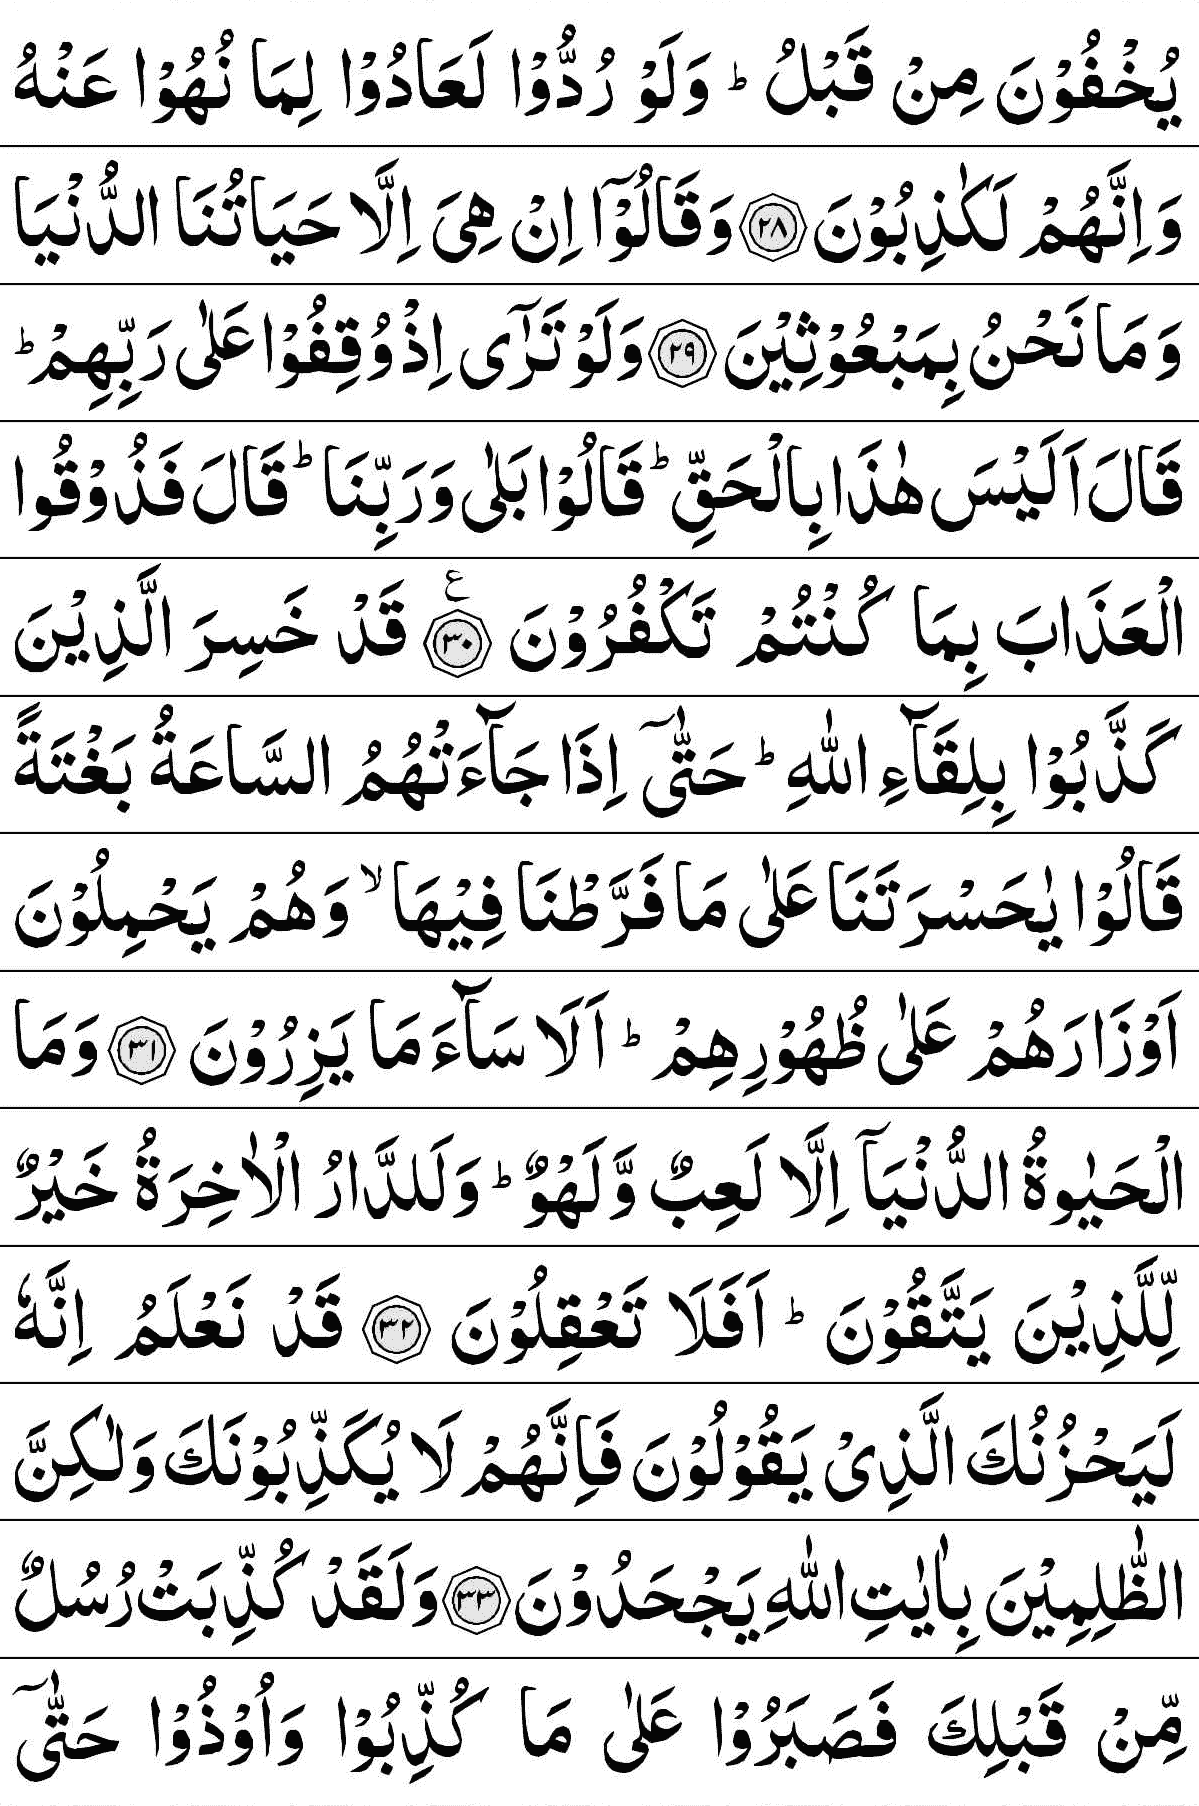 يُخْفُوْنَ مِنْ قَبْلُ ؕ وَلَوْ رُدُّوْا لَعَادُوْا لِمَا نُهُوْا عَنْهُ
وَاِنَّهُمْ لَكٰذِبُوْنَ ﴿۲۸﴾ وَقَالُوْۤا اِنْ هِىَ اِلَّا حَيَاتُنَا الدُّنْيَا
وَمَا نَحْنُ بِمَبْعُوْثِيْنَ ﴿۲۹﴾ وَلَوْ تَرٰٓى اِذْ وُقِفُوْا عَلٰى رَبِّهِمْ ؕ
قَالَ اَلَيْسَ هٰذَا بِالْحَقِّ ؕ قَالُوْا بَلٰى وَرَبِّنَا ؕ قَالَ فَذُوْقُوا
الْعَذَابَ بِمَا كُنْتُمْ تَكْفُرُوْنَ ﴿۳۰﴾ ع قَدْ خَسِرَ الَّذِيْنَ
كَذَّبُوْا بِلِقَآءِ اللّٰهِ ؕ حَتّٰٓى اِذَا جَآءَتْهُمُ السَّاعَةُ بَغْتَةً
قَالُوْا يٰحَسْرَتَنَا عَلٰى مَا فَرَّطْنَا فِيْهَا ۙ وَهُمْ يَحْمِلُوْنَ
اَوْزَارَهُمْ عَلٰى ظُهُوْرِهِمْ ؕ اَلَا سَآءَ مَا يَزِرُوْنَ ﴿۳۱﴾ وَمَا
الْحَيٰوةُ الدُّنْيَاۤ اِلَّا لَعِبٌ وَّلَهْوٌ ؕ وَلَلدَّارُ الْاٰخِرَةُ خَيْرٌ
لِّلَّذِيْنَ يَتَّقُوْنَ ؕ اَفَلَا تَعْقِلُوْنَ ﴿۳۲﴾ قَدْ نَعْلَمُ اِنَّهٗ
لَيَحْزُنُكَ الَّذِىْ يَقُوْلُوْنَ فَاِنَّهُمْ لَا يُكَذِّبُوْنَكَ وَلٰكِنَّ
الظّٰلِمِيْنَ بِاٰيٰتِ اللّٰهِ يَجْحَدُوْنَ ﴿۳۳﴾ وَلَقَدْ كُذِّبَتْ رُسُلٌ
مِّنْ قَبْلِكَ فَصَبَرُوْا عَلٰى مَا كُذِّبُوْا وَاُوْذُوْا حَتّٰٓى